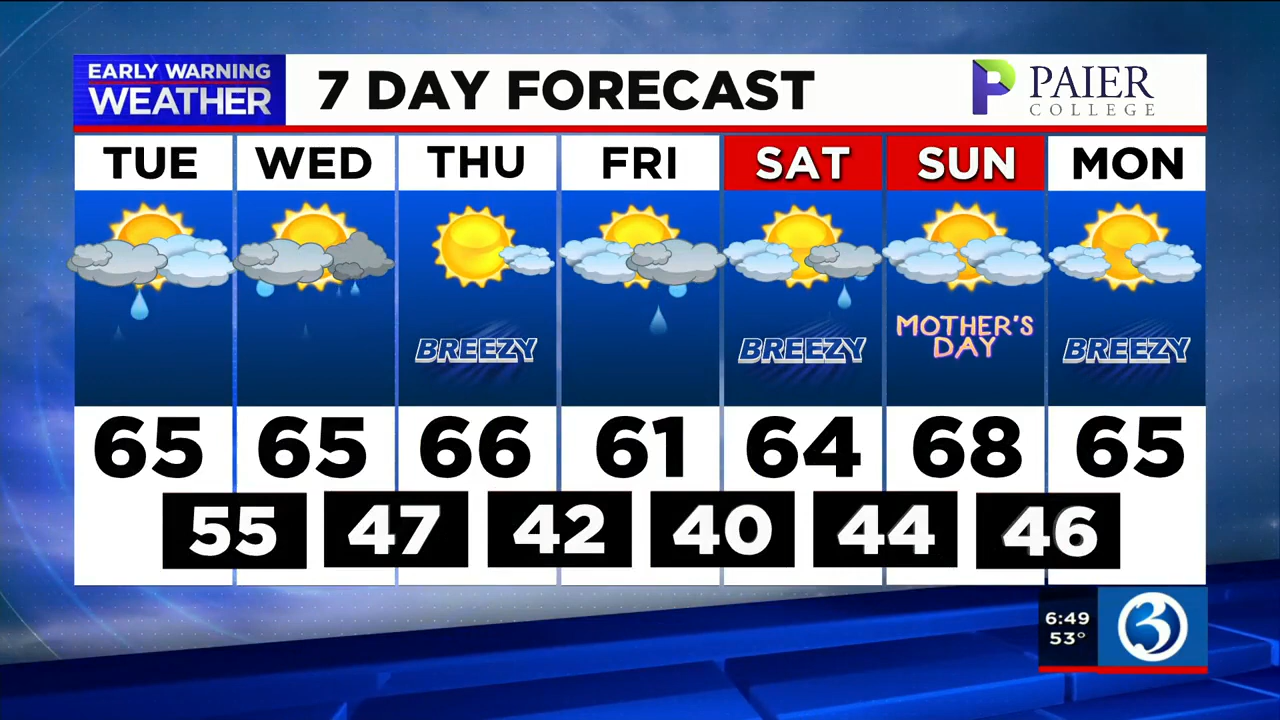 EARLY WARNING
WEATHER
7 DAY FORECAST
PAIER
COLLEGE
TUE WED THU FRI SAT SUN MON
MOTHER'S
DAY
BREEZY BREEZY BREEZY
65 65 66 61 64 68 65
55 47 42 40 44 46
6:49
53°
3